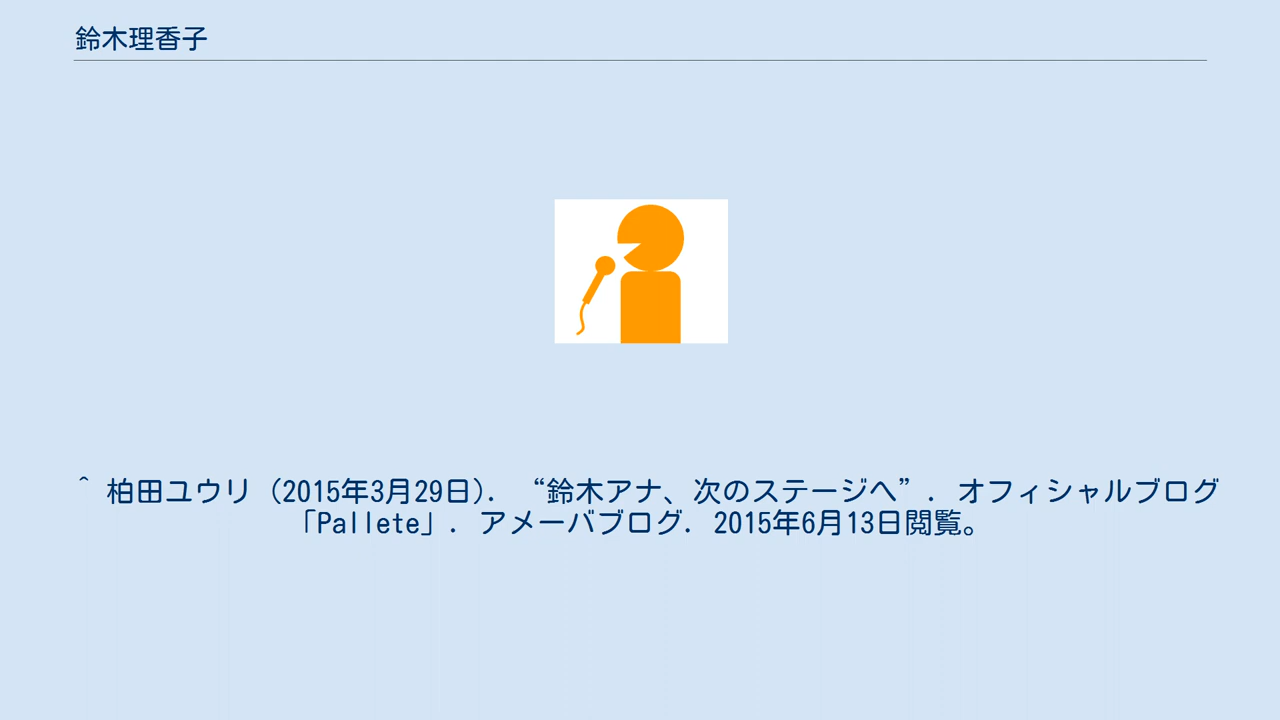 鈴木理香子
^ 柏田ユウリ (2015年3月29日). “鈴木アナ、次のステージへ”. オフィシャルブログ
「Pallete」. アメーバブログ. 2015年6月13日閲覧。